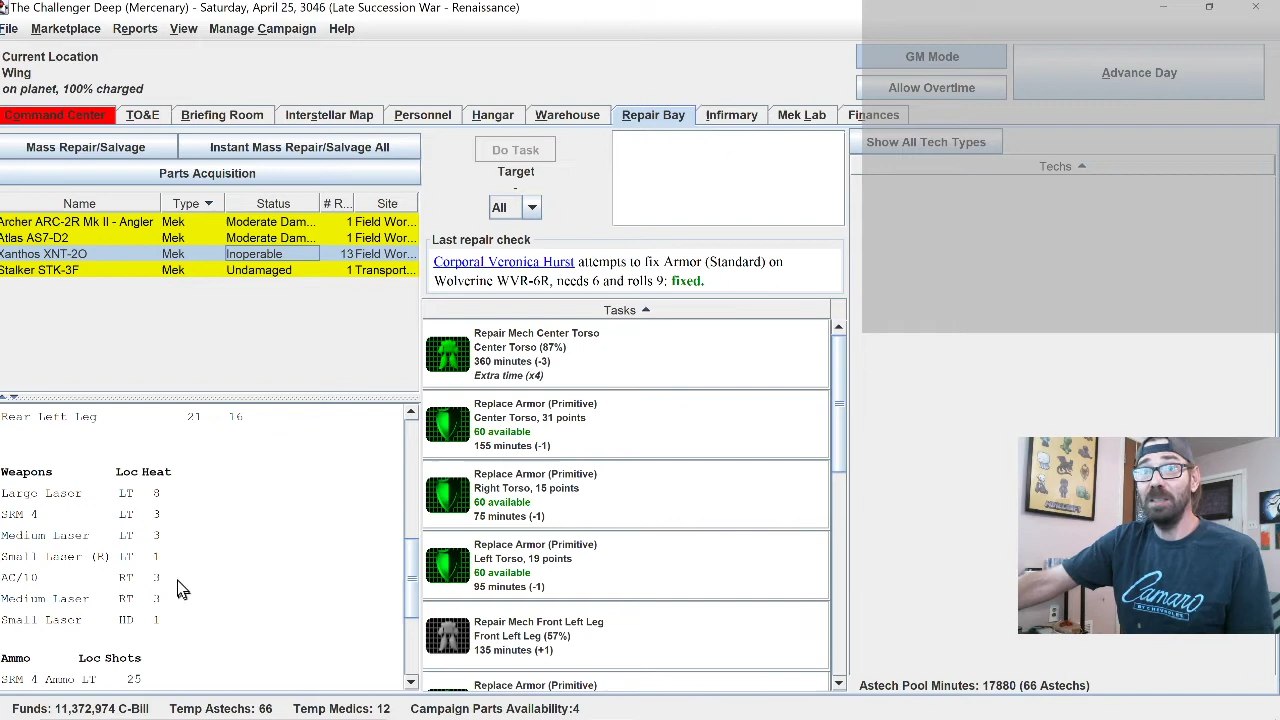 The Challenger Deep (Mercenary) - Saturday, April 25, 3046 (Late Succession War - Renaissance)
File Marketplace Reports View Manage Campaign Help
Current Location
Wing
on planet, 100% charged
GM Mode
Allow Overtime
Advance Day
Command Center TO&E Briefing Room Interstellar Map Personnel Hangar Warehouse Repair Bay Infirmary Mek Lab Finances
Mass Repair/Salvage
Instant Mass Repair/Salvage All
Parts Acquisition
Name Type Status # R... Site
Archer ARC-2R Mk II - Angler Mek Moderate Dam... 1 Field Wor...
Atlas AS7-D2 Mek Moderate Dam... 1 Field Wor...
Xanthos XNT-2O Mek Inoperable 13 Field Wor...
Stalker STK-3F Mek Undamaged 1 Transport...
Rear Left Leg 21 16
Weapons Loc Heat
Large Laser LT 8
SRM 4 LT 3
Medium Laser LT 3
Small Laser (R) LT 1
AC/10 RT 3
Medium Laser RT 3
Small Laser HD 1
Ammo Loc Shots
SRM 4 Ammo LT 25
Do Task
Target
-
All
Last repair check
Corporal Veronica Hurst attempts to fix Armor (Standard) on
Wolverine WVR-6R, needs 6 and rolls 9: fixed.
Tasks
Repair Mech Center Torso
Center Torso (87%)
360 minutes (-3)
Extra time (x4)
Replace Armor (Primitive)
Center Torso, 31 points
60 available
155 minutes (-1)
Replace Armor (Primitive)
Right Torso, 15 points
60 available
75 minutes (-1)
Replace Armor (Primitive)
Left Torso, 19 points
60 available
95 minutes (-1)
Repair Mech Front Left Leg
Front Left Leg (57%)
135 minutes (+1)
Replace Armor (Primitive)
Show All Tech Types
Techs
Camaro
BY CHEVROLET
Astech Pool Minutes: 17880 (66 Astechs)
Funds: 11,372,974 C-Bill Temp Astechs: 66 Temp Medics: 12 Campaign Parts Availability:4